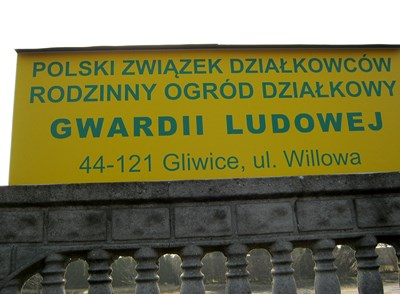 POLSKI ZWIĄZEK DZIAŁKOWCÓW
RODZINNY OGRÓD DZIAŁKOWY
GWARDII LUDOWEJ
44-121 Gliwice, ul. Willowa